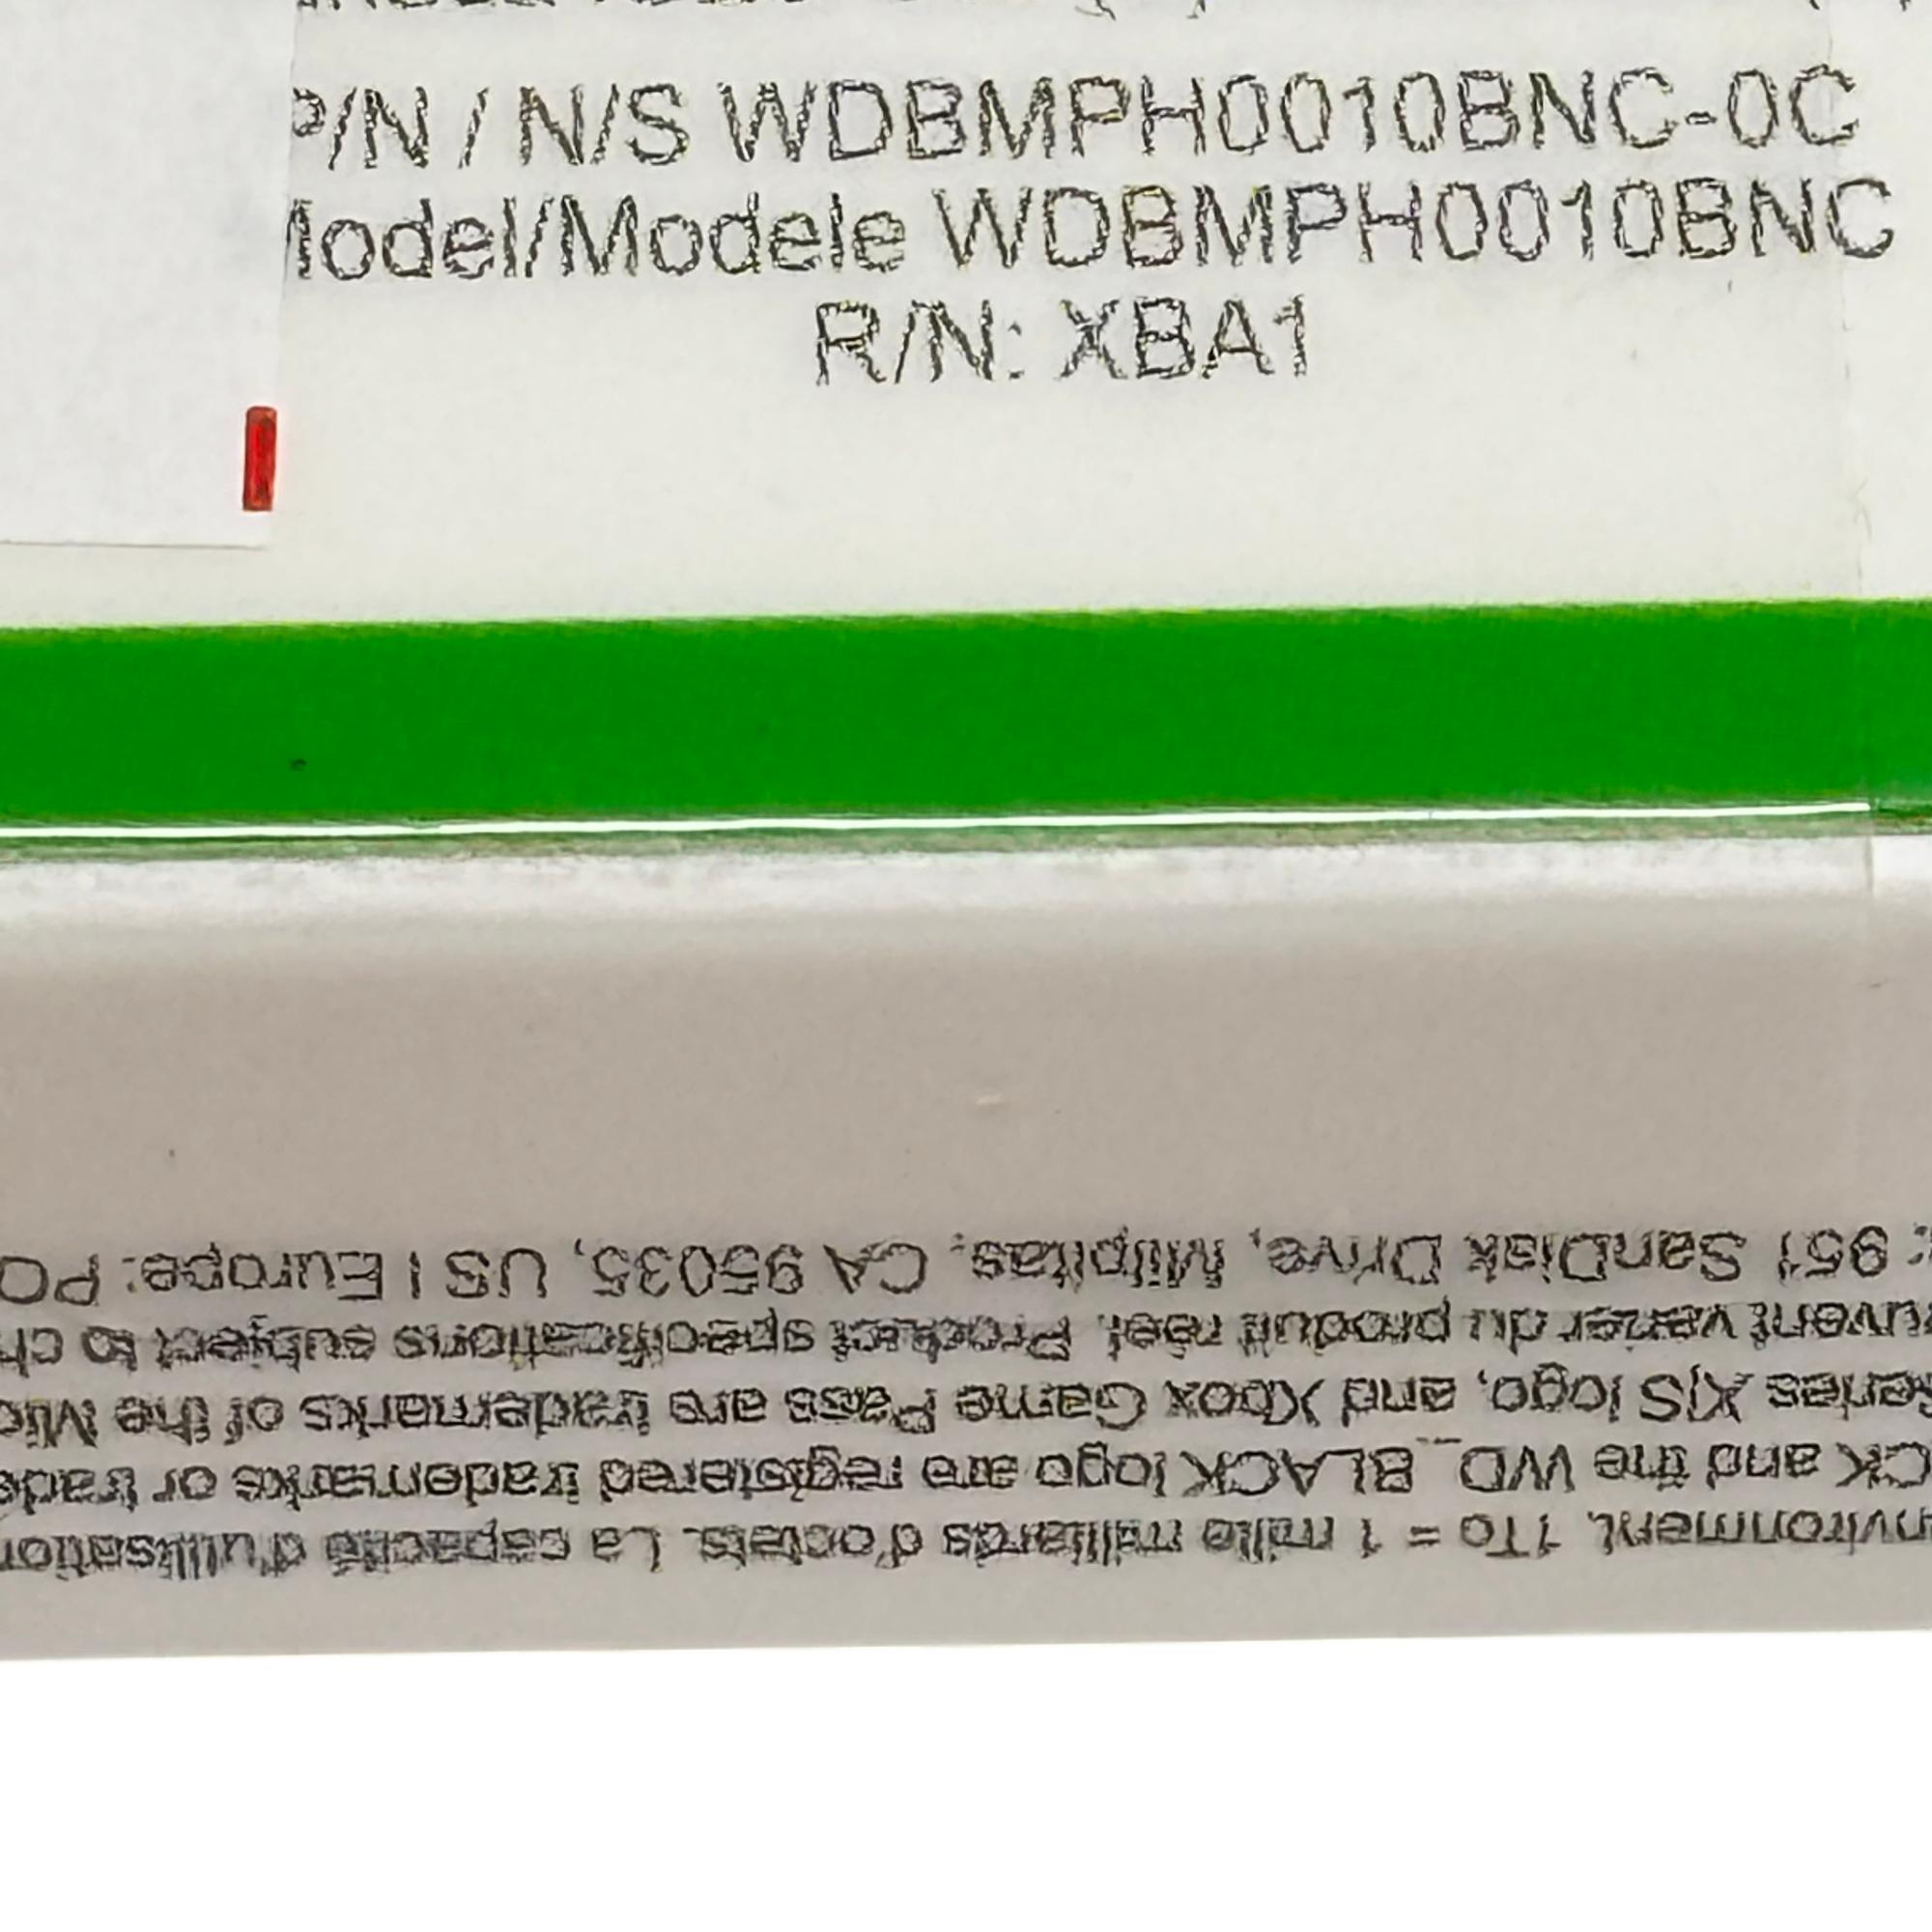 P/N / N/S WDBMPH0010BNC-0C
Model/Modele WDBMPH0010BNC
R/N: XBA1
nvironment. 1To = 1 mille milliards d'octets. La capacité d'utilisation
CK and the WD_BLACK logo are registered trademarks or trade
Series X|S logo, and Xbox Game Pass are trademarks of the Mic
uvent varier du produit réel. Product specifications subject to ch
: 951 SanDisk Drive, Milpitas, CA 95035, US | Europe: PO